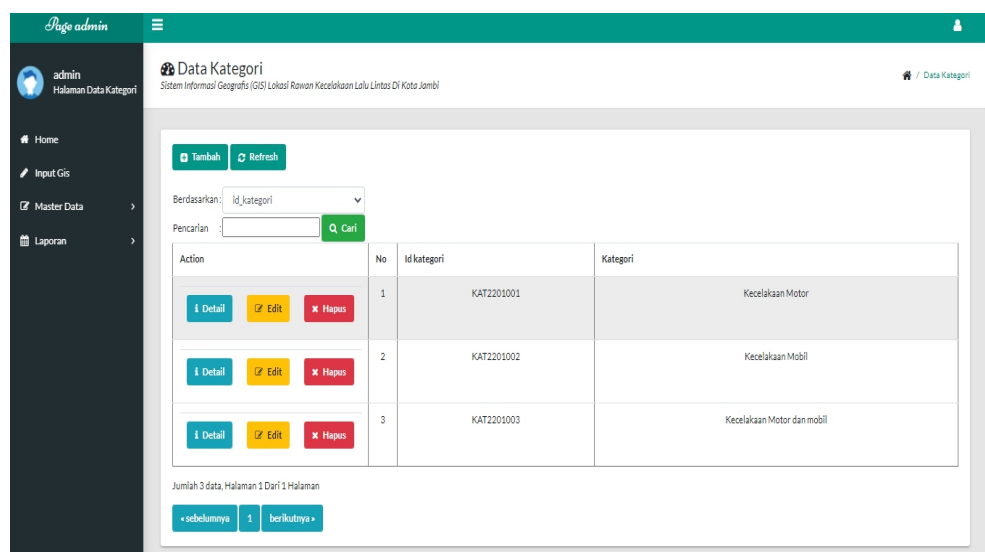 Page admin
admin
Halaman Data Kategori
Home
Input Gis
Master Data
Laporan
Data Kategori
Sistem Informasi Geografis (GIS) Lokasi Rawan Kecelakaan Lalu Lintas Di Kota Jambi
/ Data Kategori
Tambah Refresh
Berdasarkan: id_kategori
Pencarian : Cari
Action No Id kategori Kategori
Detail Edit Hapus 1 KAT2201001 Kecelakaan Motor
Detail Edit Hapus 2 KAT2201002 Kecelakaan Mobil
Detail Edit Hapus 3 KAT2201003 Kecelakaan Motor dan mobil
Jumlah 3 data, Halaman 1 Dari 1 Halaman
« sebelumnya 1 berikutnya »